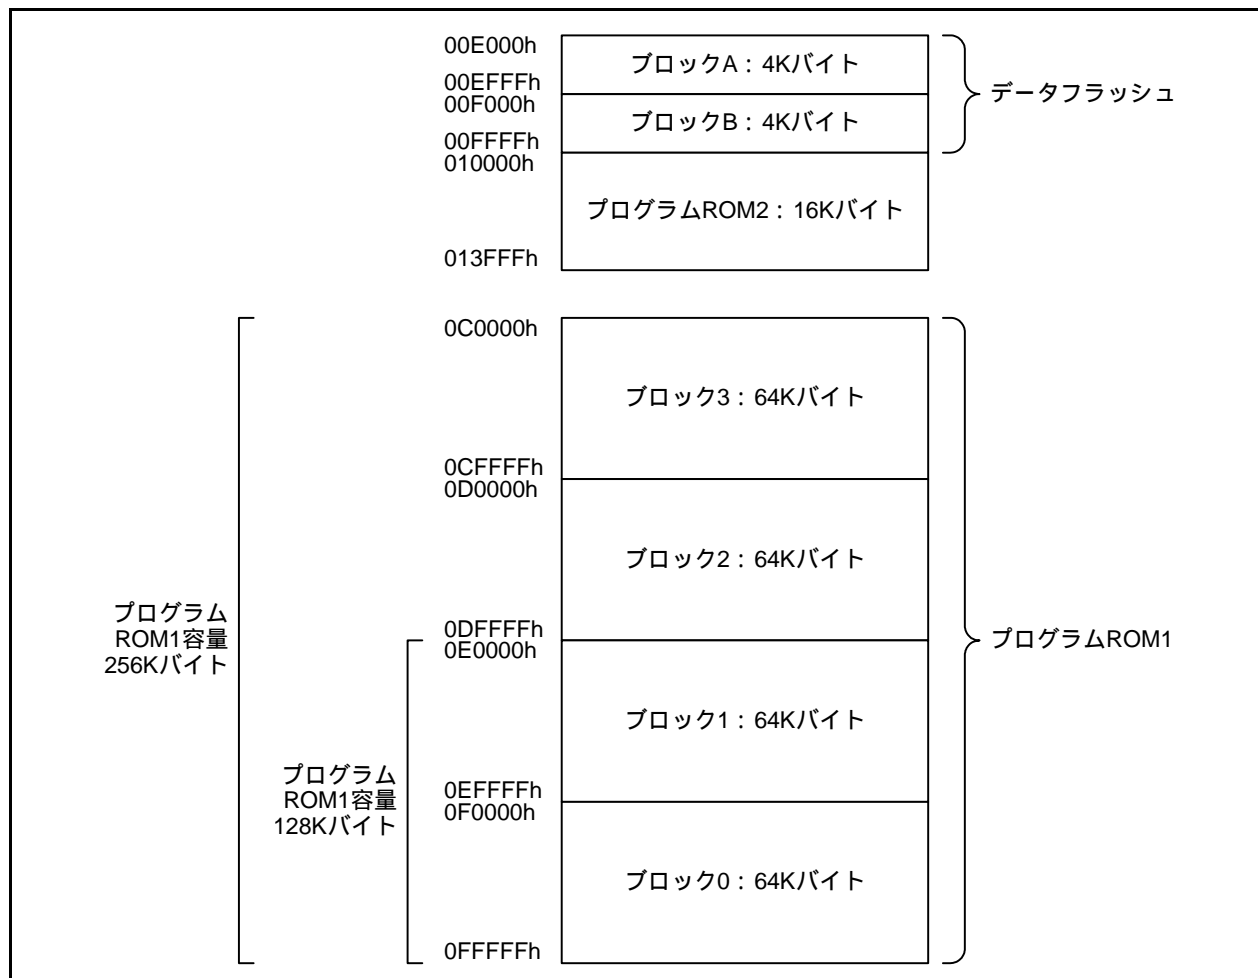 00E000h
ブロックA：4Kバイト
00EFFFh
00F000h
ブロックB：4Kバイト
データフラッシュ
00FFFFh
010000h
プログラムROM2：16Kバイト
013FFFh
0C0000h
ブロック3：64Kバイト
0CFFFFh
0D0000h
ブロック2：64Kバイト
0DFFFFh
0E0000h
プログラム
ROM1容量
256Kバイト
プログラムROM1
ブロック1：64Kバイト
プログラム
ROM1容量
128Kバイト
0EFFFFh
0F0000h
ブロック0：64Kバイト
0FFFFFh